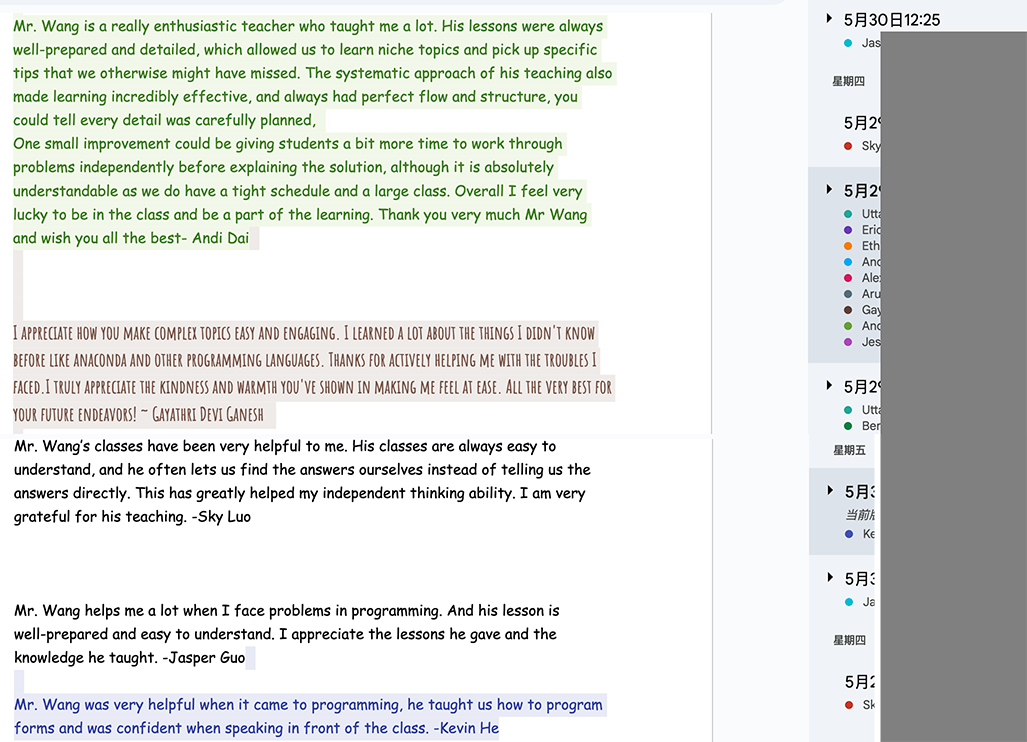 Mr. Wang is a really enthusiastic teacher who taught me a lot. His lessons were always
well-prepared and detailed, which allowed us to learn niche topics and pick up specific
tips that we otherwise might have missed. The systematic approach of his teaching also
made learning incredibly effective, and always had perfect flow and structure, you
could tell every detail was carefully planned,
One small improvement could be giving students a bit more time to work through
problems independently before explaining the solution, although it is absolutely
understandable as we do have a tight schedule and a large class. Overall I feel very
lucky to be in the class and be a part of the learning. Thank you very much Mr Wang
and wish you all the best- Andi Dai
I appreciate how you make complex topics easy and engaging. I learned a lot about the things I didn't know
before like anaconda and other programming languages. Thanks for actively helping me with the troubles I
faced.I truly appreciate the kindness and warmth you've shown in making me feel at ease. All the very best for
your future endeavors! ~ Gayathri Devi Ganesh
Mr. Wang’s classes have been very helpful to me. His classes are always easy to
understand, and he often lets us find the answers ourselves instead of telling us the
answers directly. This has greatly helped my independent thinking ability. I am very
grateful for his teaching. -Sky Luo
Mr. Wang helps me a lot when I face problems in programming. And his lesson is
well-prepared and easy to understand. I appreciate the lessons he gave and the
knowledge he taught. -Jasper Guo
Mr. Wang was very helpful when it came to programming, he taught us how to program
forms and was confident when speaking in front of the class. -Kevin He
5月30日12:25
Jas
星期四
5月29
Sky
5月29
Utta
Eric
Eth
And
Alex
Aru
Gay
And
Jes
5月29
Utta
Ber
星期五
5月3
当前版
Ke
5月3
Ja
星期四
5月2
Sk